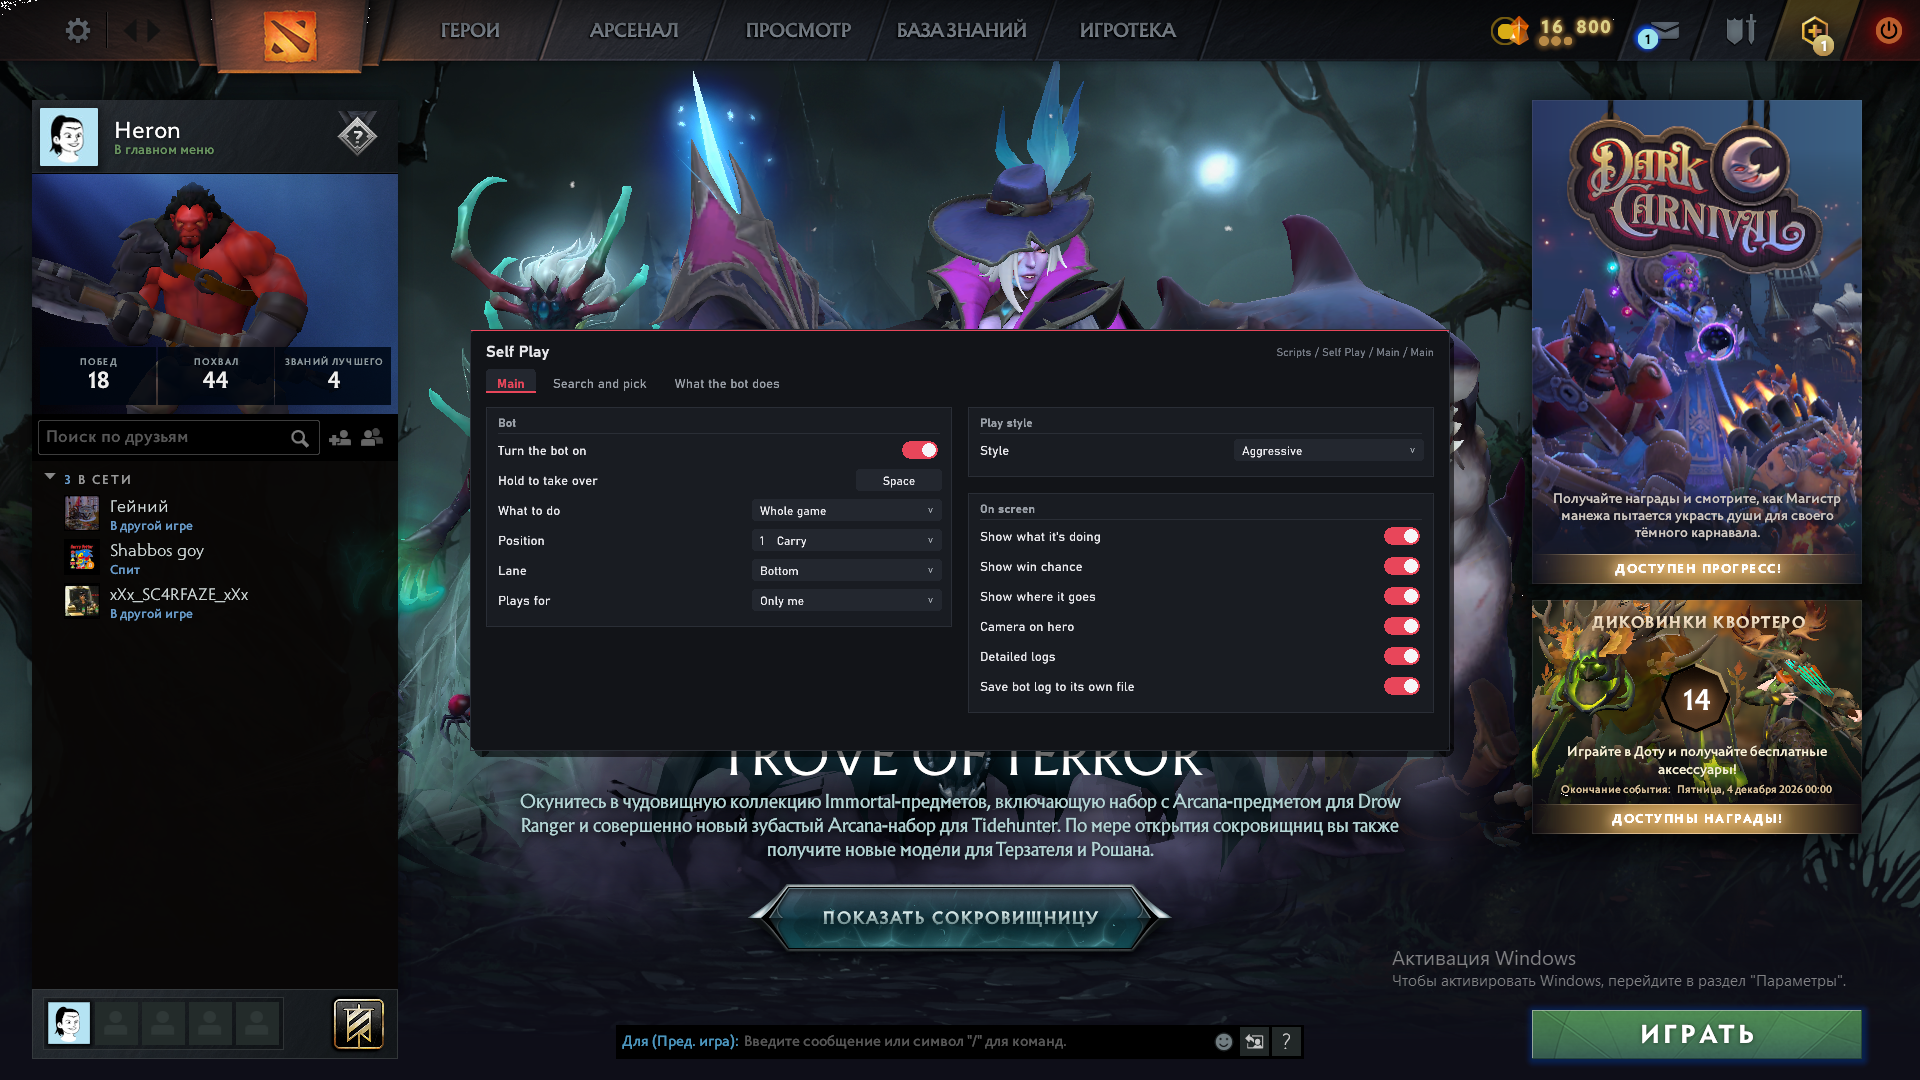 ГЕРОИ
АРСЕНАЛ
ПРОСМОТР
БАЗА ЗНАНИЙ
ИГРОТЕКА
16 800
1
1
Heron
В главном меню
?
ПОБЕД
18
ПОХВАЛ
44
ЗВАНИЙ ЛУЧШЕГО
4
Поиск по друзьям
3 В СЕТИ
Гейний
В другой игре
Shabbos goy
Спит
xXx_SC4RFAZE_xXx
В другой игре
Self Play
Scripts / Self Play / Main / Main
Main
Search and pick
What the bot does
Bot
Turn the bot on
Hold to take over
Space
What to do
Whole game
Position
1 Carry
Lane
Bottom
Plays for
Only me
Play style
Style
Aggressive
On screen
Show what it's doing
Show win chance
Show where it goes
Camera on hero
Detailed logs
Save bot log to its own file
TROVE OF TERROR
Окунитесь в чудовищную коллекцию Immortal-предметов, включающую набор с Arcana-предметом для Drow
Ranger и совершенно новый зубастый Arcana-набор для Tidehunter. По мере открытия сокровищниц вы также
получите новые модели для Терзателя и Рошана.
ПОКАЗАТЬ СОКРОВИЩНИЦУ
DARK
CARNIVAL
Получайте награды и смотрите, как Магистр
манежа пытается украсть души для своего
тёмного карнавала.
ДОСТУПЕН ПРОГРЕСС!
ДИКОВИНКИ КВОРТЕРО
14
Играйте в Доту и получайте бесплатные
аксессуары!
Окончание события: Пятница, 4 декабря 2026 00:00
ДОСТУПНЫ НАГРАДЫ!
Активация Windows
Чтобы активировать Windows, перейдите в раздел "Параметры".
Для (Пред. игра): Введите сообщение или символ "/" для команд.
?
ИГРАТЬ